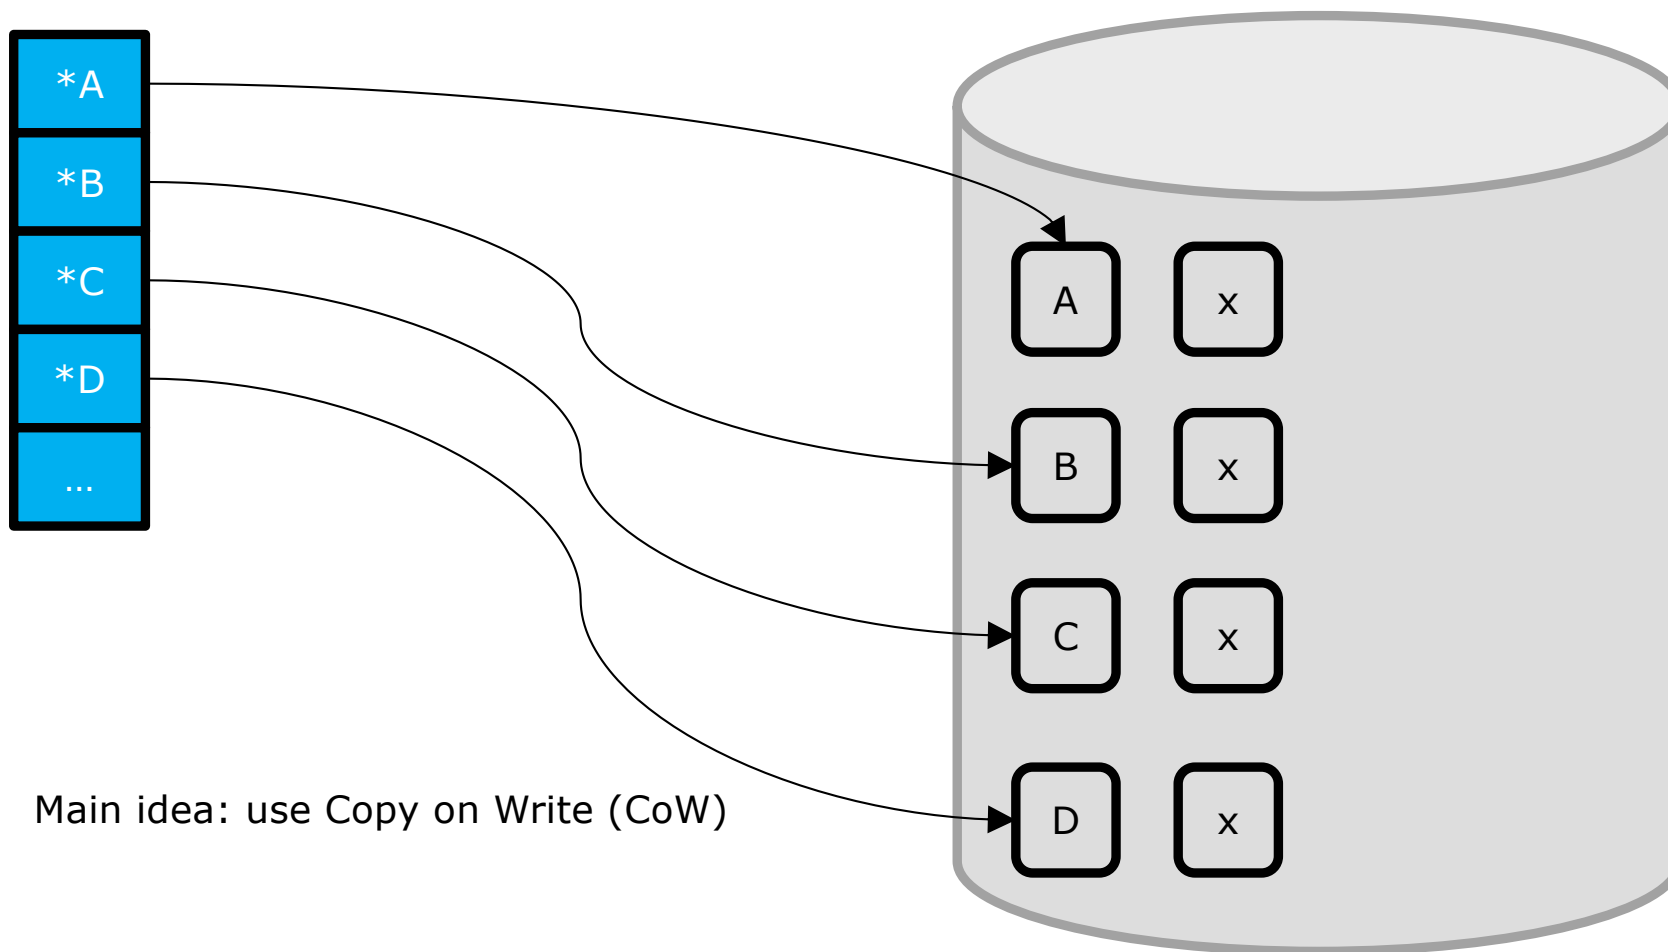 *A
*B
*C
*D
...
A x
B x
C x
D x
Main idea: use Copy on Write (CoW)